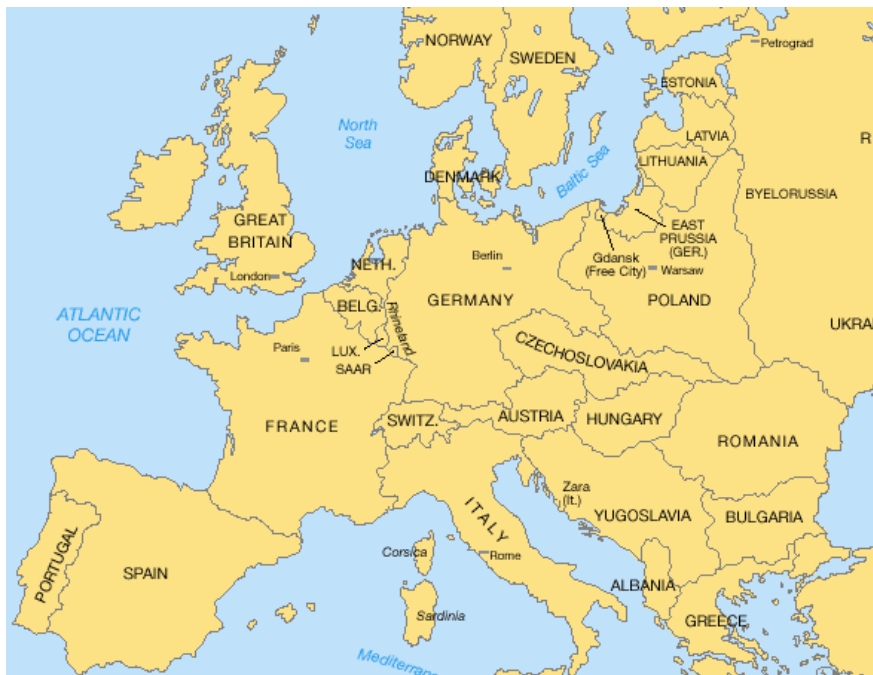 NORWAY
SWEDEN
Petrograd
ESTONIA
North
Sea
LATVIA
R
LITHUANIA
Baltic Sea
DENMARK
BYELORUSSIA
GREAT
BRITAIN
EAST
PRUSSIA
(GER.)
NETH.
Berlin
Gdansk
(Free City)
Warsaw
London
ATLANTIC
OCEAN
BELG.
Rhineland
GERMANY
POLAND
UKRA
Paris
LUX.
SAAR
CZECHOSLOVAKIA
FRANCE
SWITZ.
AUSTRIA
HUNGARY
ROMANIA
Zara
(It.)
ITALY
YUGOSLAVIA
BULGARIA
PORTUGAL
SPAIN
Corsica
Rome
ALBANIA
Sardinia
GREECE
Mediterran